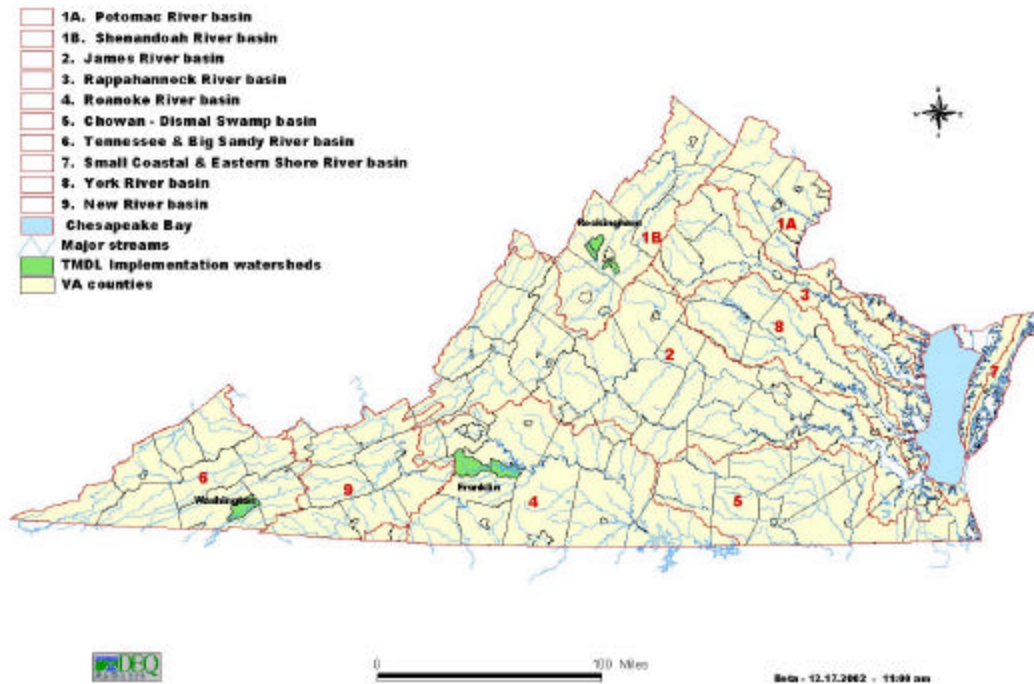 1A. Potomac River basin
1B. Shenandoah River basin
2. James River basin
3. Rappahannock River basin
4. Roanoke River basin
5. Chowan - Dismal Swamp basin
6. Tennessee & Big Sandy River basin
7. Small Coastal & Eastern Shore River basin
8. York River basin
9. New River basin
Chesapeake Bay
Major streams
TMDL Implementation watersheds
VA counties
Rockingham
1B
1A
3
8
2
7
6
Washington
9
Franklin
4
5
DEQ
0 100 Miles
Beta - 12.17.2002 - 11:00 am